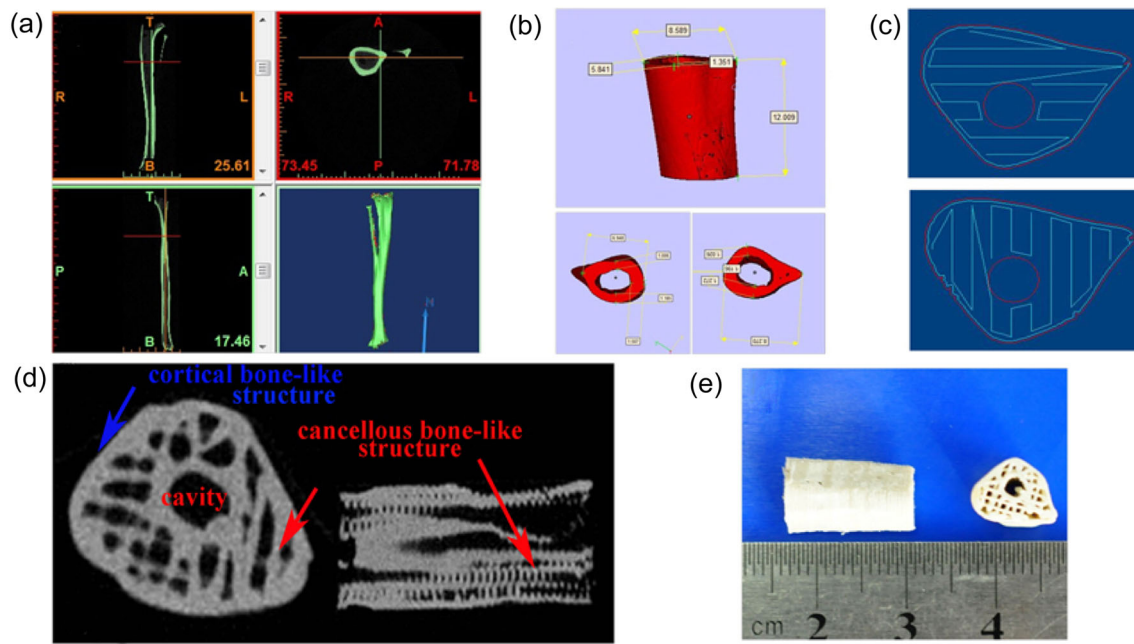 (a)
T
R
L
B
25.61
A
R
L
73.45
P
71.78
T
P
A
B
17.46
H
(b)
8.589
5.841
1.351
12.009
(c)
(d)
cortical bone-like
structure
cancellous bone-like
structure
cavity
(e)
cm
2
3
4